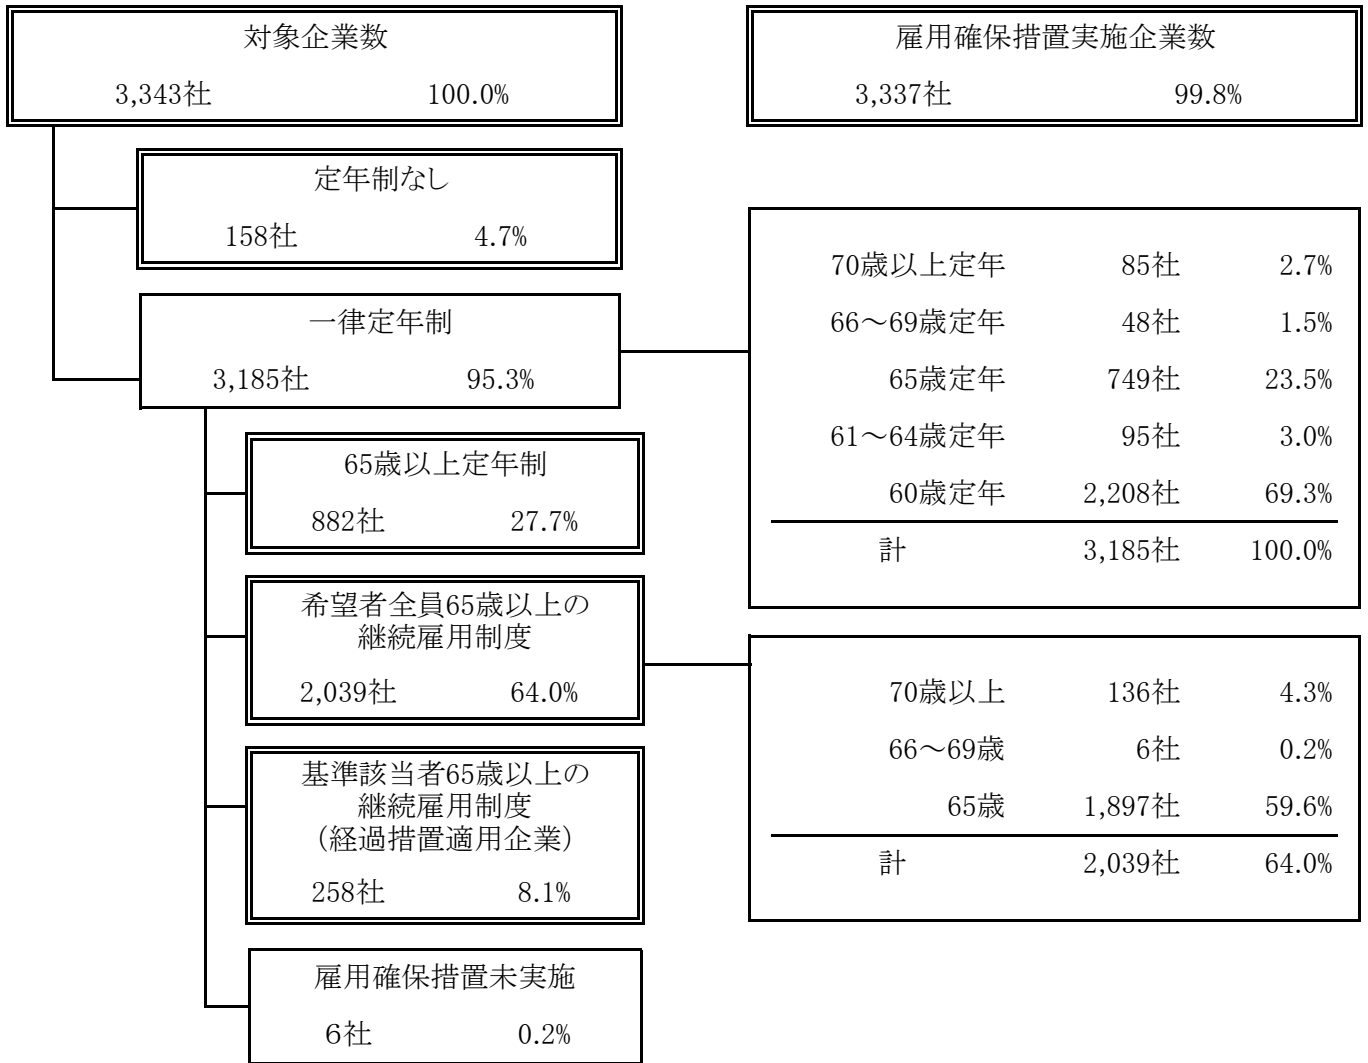 対象企業数
3,343社 100.0%
雇用確保措置実施企業数
3,337社 99.8%
定年制なし
158社 4.7%
一律定年制
3,185社 95.3%
70歳以上定年 85社 2.7%
66～69歳定年 48社 1.5%
65歳定年 749社 23.5%
61～64歳定年 95社 3.0%
60歳定年 2,208社 69.3%
計 3,185社 100.0%
65歳以上定年制
882社 27.7%
希望者全員65歳以上の
継続雇用制度
2,039社 64.0%
70歳以上 136社 4.3%
66～69歳 6社 0.2%
65歳 1,897社 59.6%
計 2,039社 64.0%
基準該当者65歳以上の
継続雇用制度
（経過措置適用企業）
258社 8.1%
雇用確保措置未実施
６社 0.2%